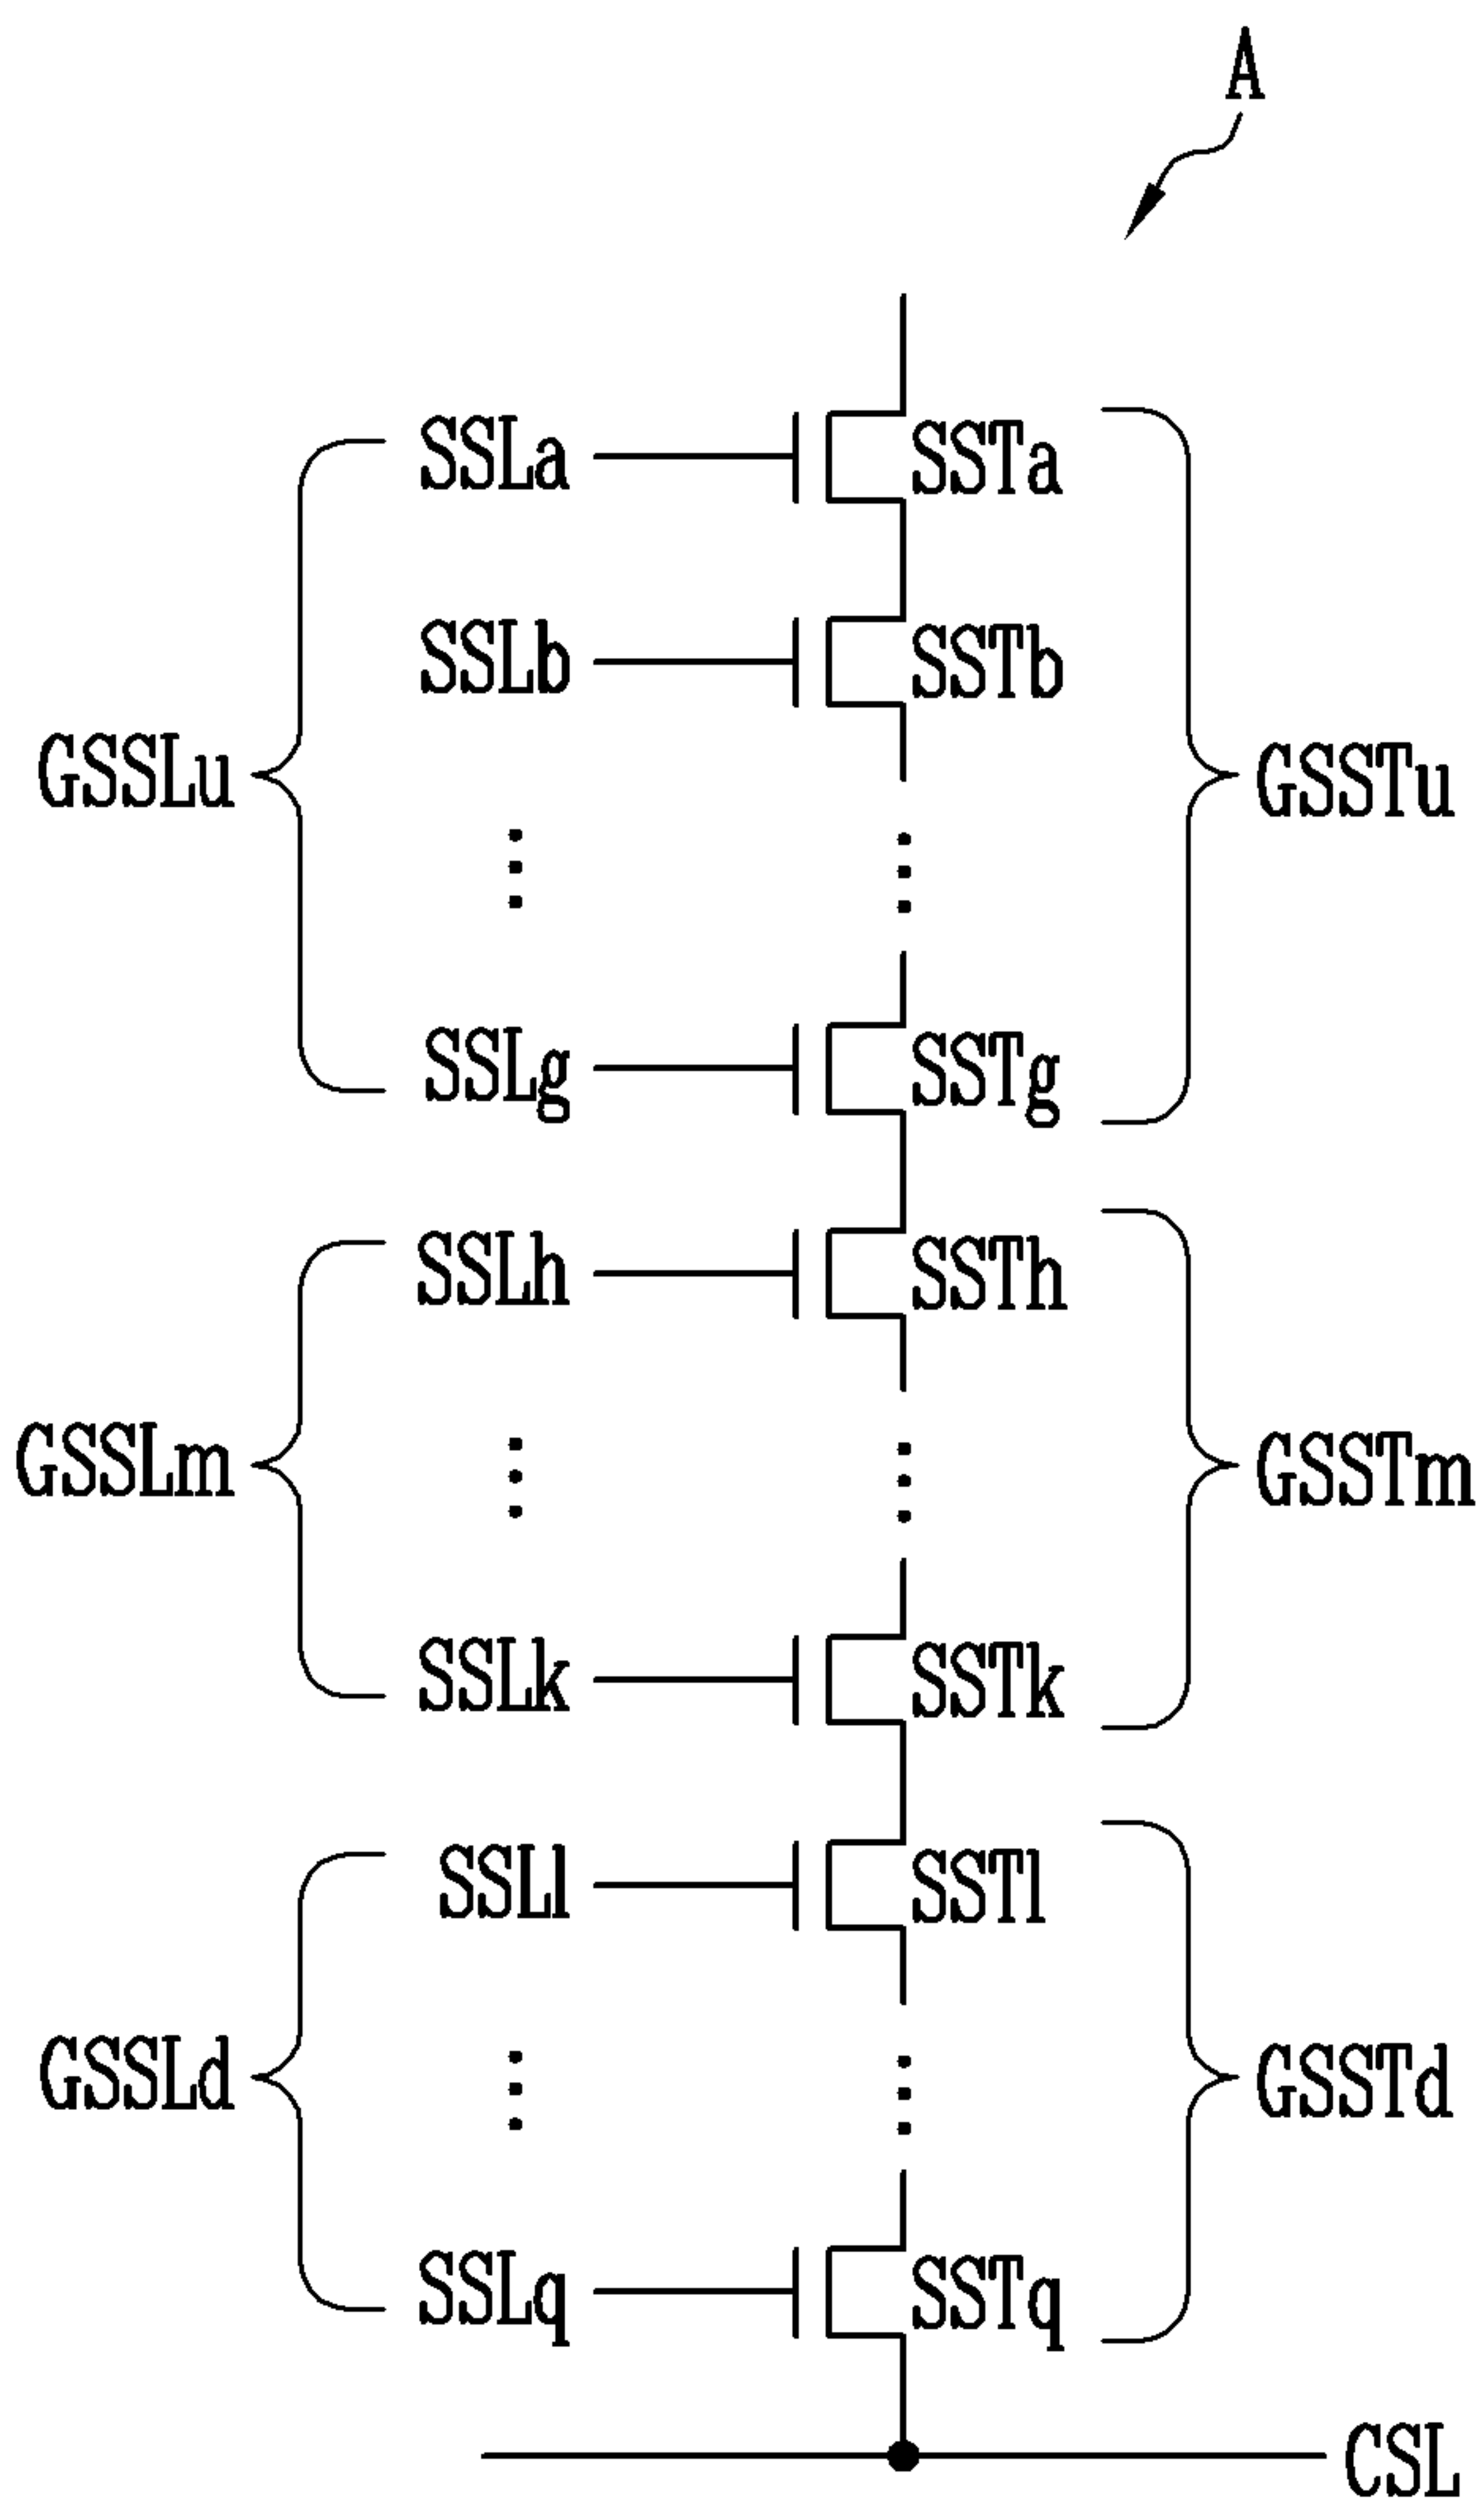 A
SSLa SSTa
SSLb SSTb
GSSLu GSSTu
SSLg SSTg
SSLh SSTh
GSSLm GSSTm
SSLk SSTk
SSLl SSTl
GSSLd GSSTd
SSLq SSTq
CSL